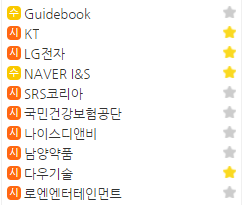 수 Guidebook
시 KT
시 LG전자
수 NAVER I&S
시 SRS코리아
시 국민건강보험공단
시 나이스디앤비
시 남양약품
시 다우기술
시 로엔엔터테인먼트